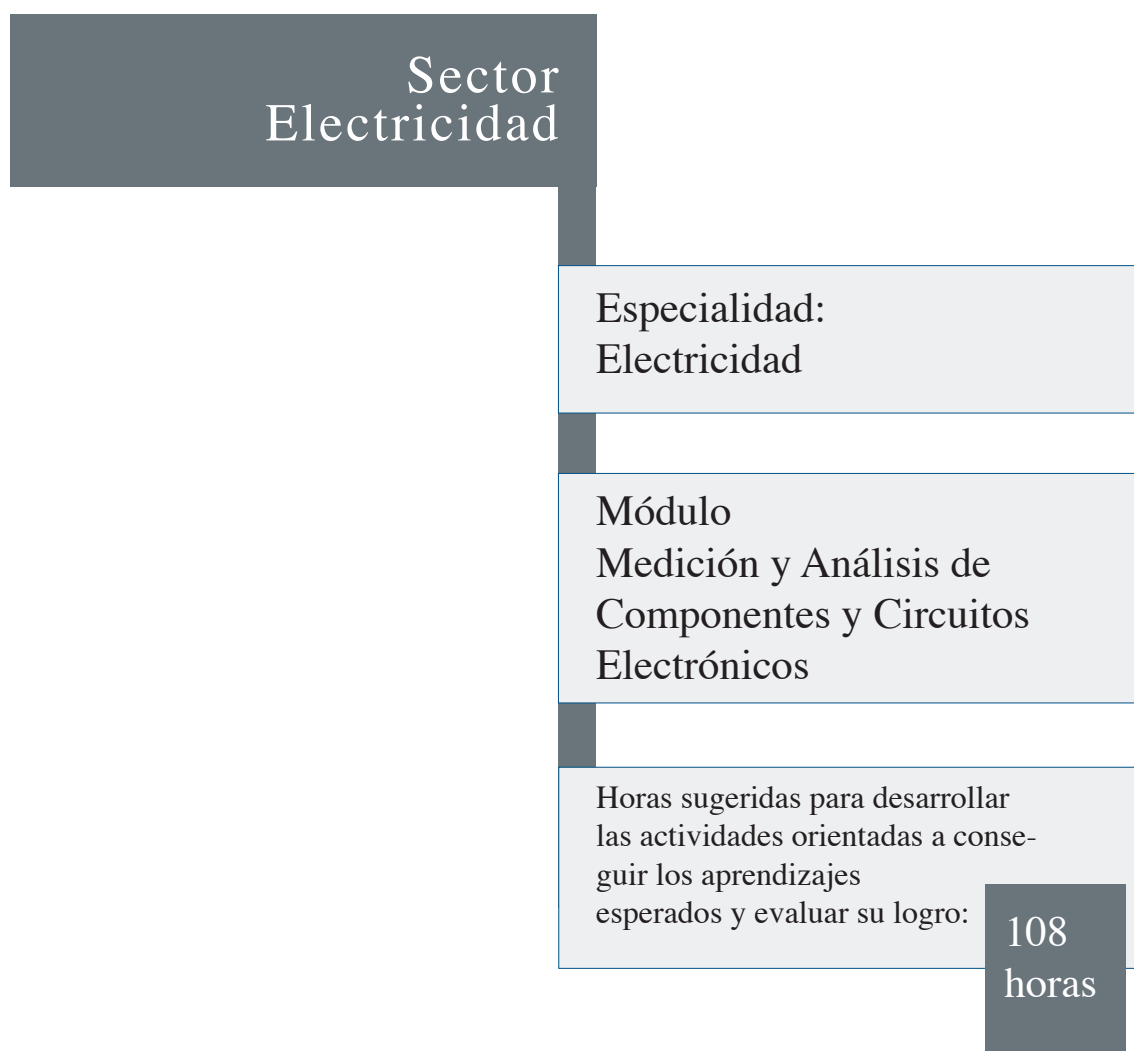 Sector
Electricidad
Especialidad:
Electricidad
Módulo
Medición y Análisis de
Componentes y Circuitos
Electrónicos
Horas sugeridas para desarrollar
las actividades orientadas a conse-
guir los aprendizajes
esperados y evaluar su logro:
108
horas